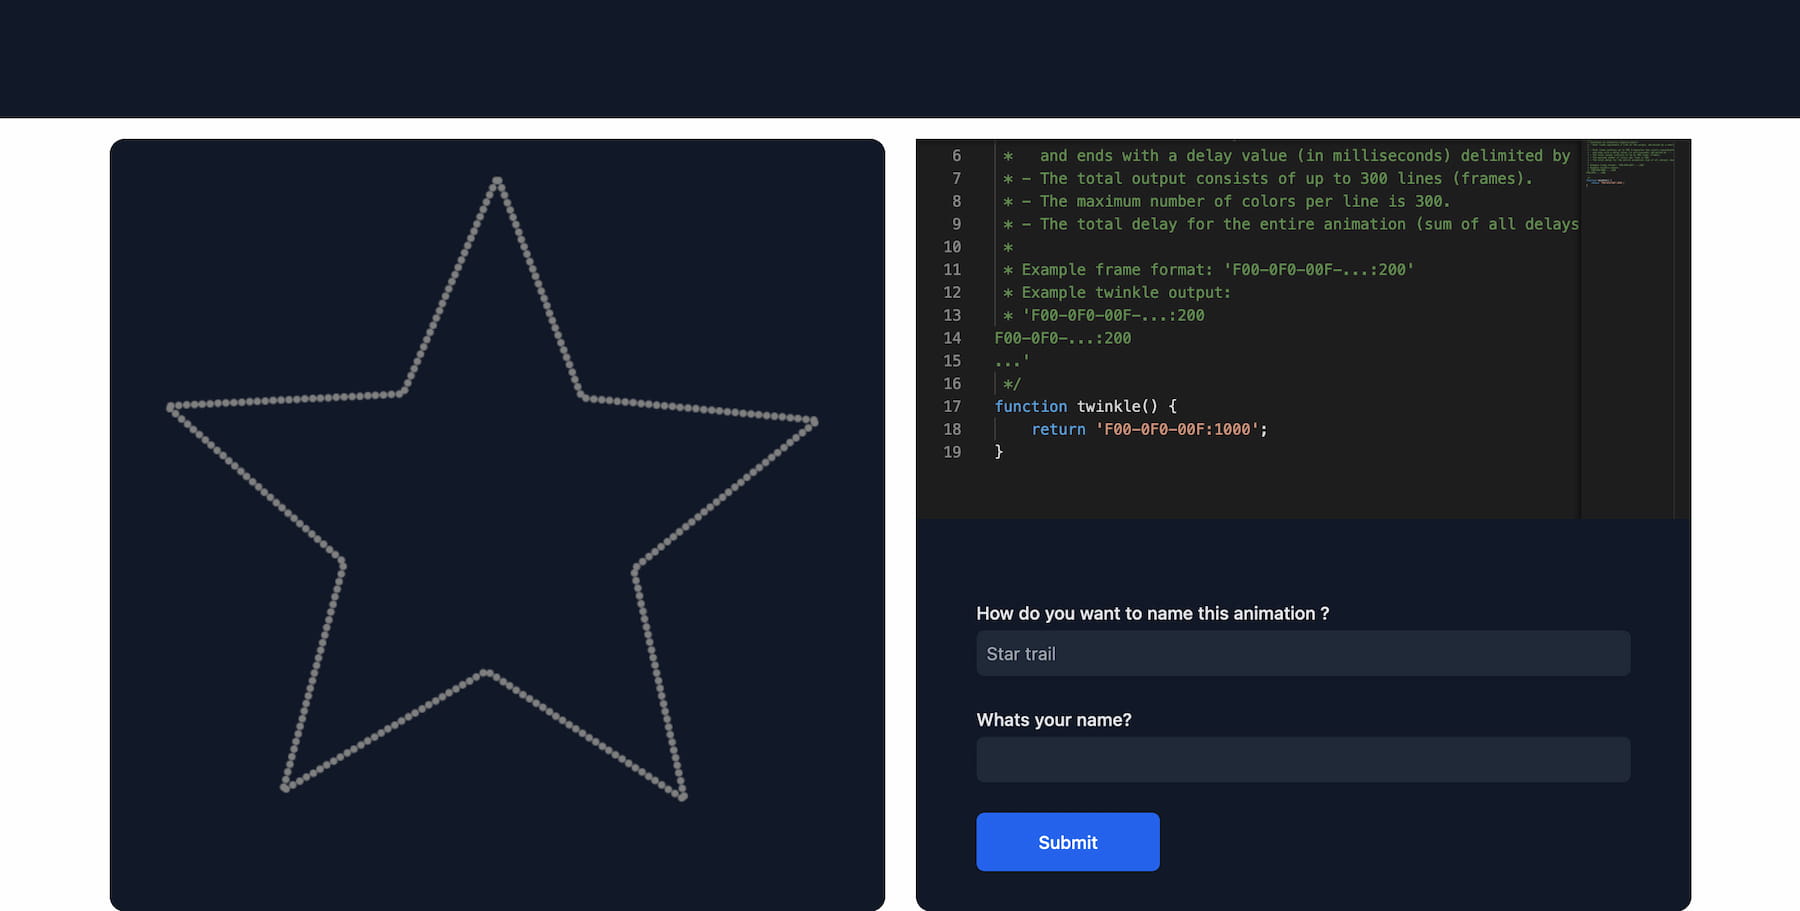 6 * and ends with a delay value (in milliseconds) delimited by
7 * - The total output consists of up to 300 lines (frames).
8 * - The maximum number of colors per line is 300.
9 * - The total delay for the entire animation (sum of all delays
10 *
11 * Example frame format: 'F00-0F0-00F-...:200'
12 * Example twinkle output:
13 * 'F00-0F0-00F-...:200
14 F00-0F0-...:200
15 ...'
16 */
17 function twinkle() {
18 return 'F00-0F0-00F:1000';
19 }
How do you want to name this animation ?
Star trail
Whats your name?
Submit